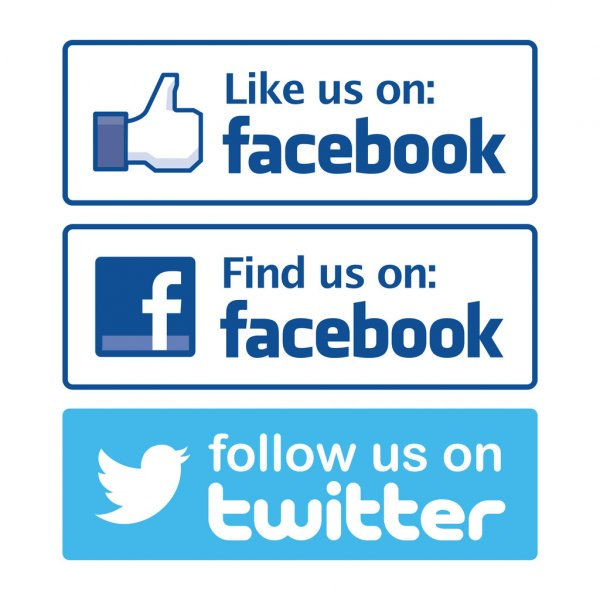 Like us on:
facebook
f
Find us on:
facebook
follow us on
twitter